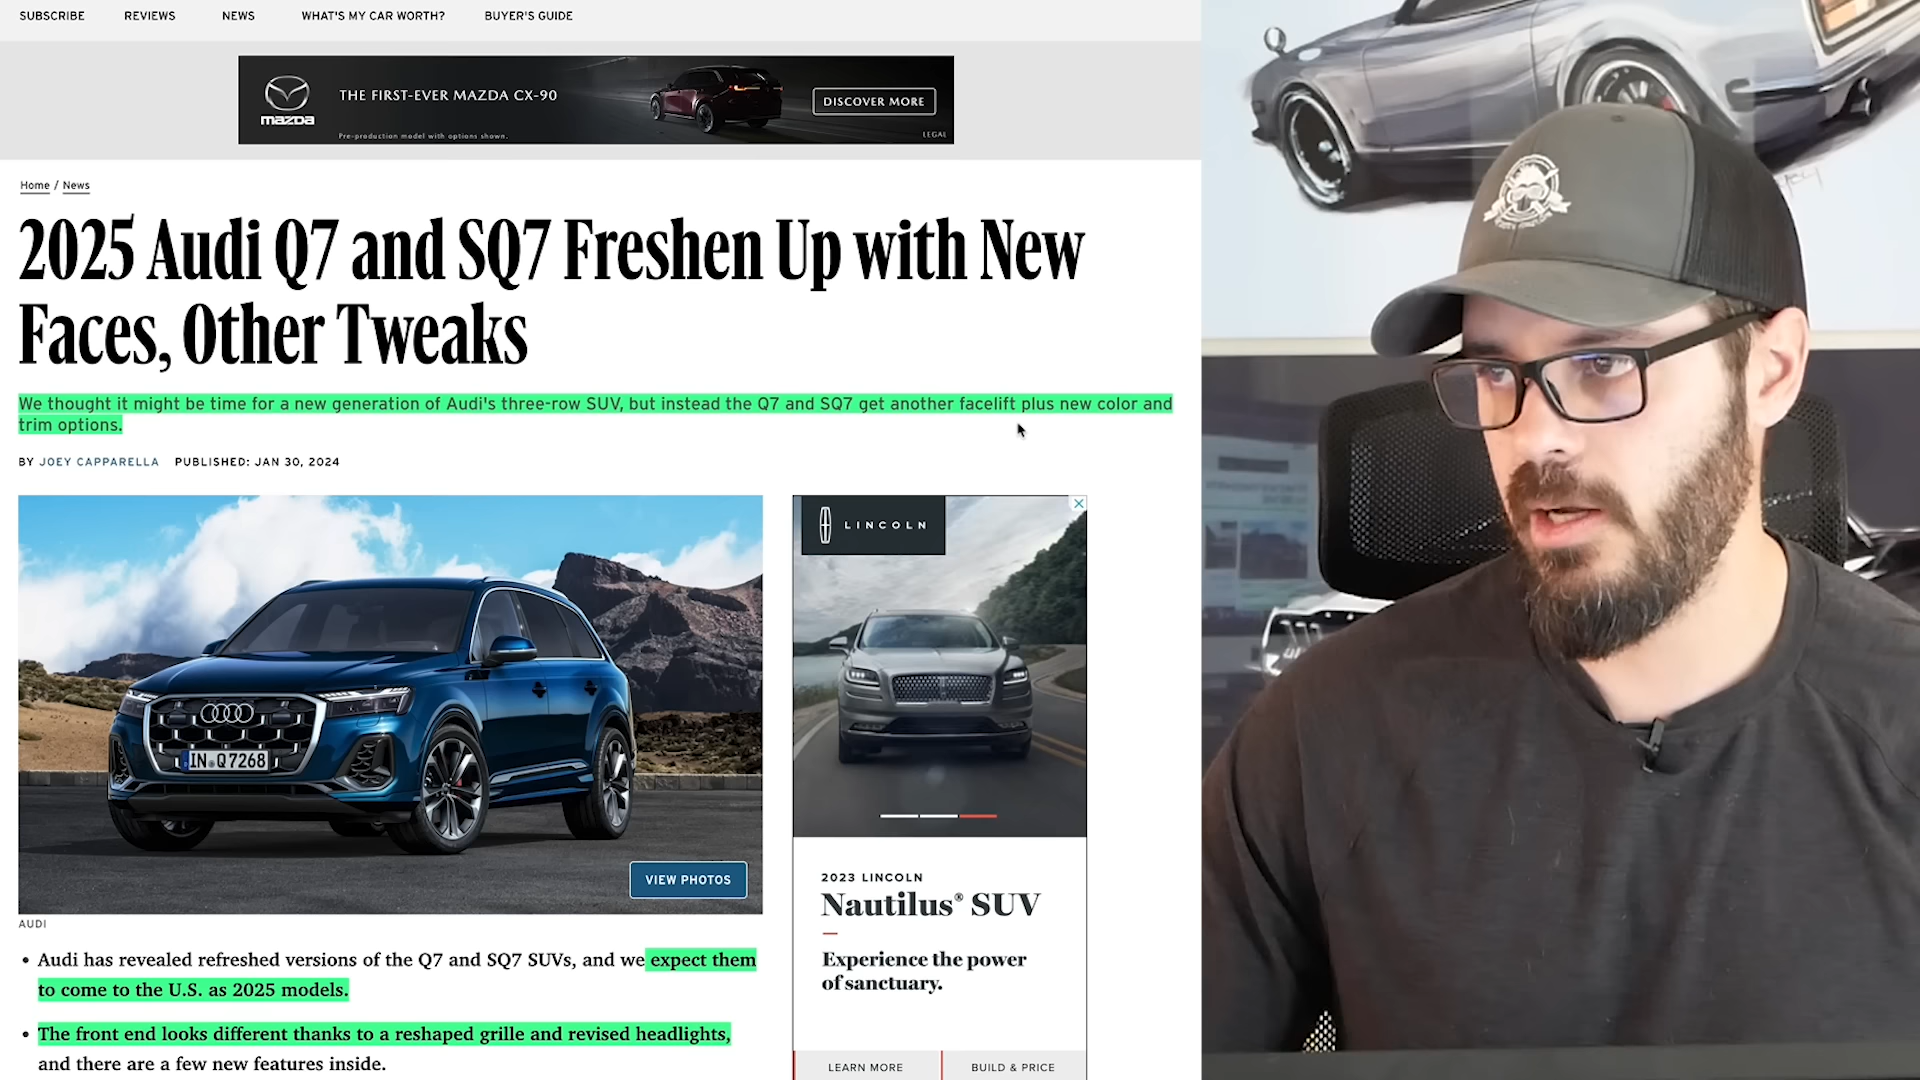 SUBSCRIBE REVIEWS NEWS WHAT'S MY CAR WORTH? BUYER'S GUIDE
mazda
THE FIRST-EVER MAZDA CX-90
DISCOVER MORE
Pre-production model with options shown.
LEGAL
Home / News
2025 Audi Q7 and SQ7 Freshen Up with New
Faces, Other Tweaks
We thought it might be time for a new generation of Audi's three-row SUV, but instead the Q7 and SQ7 get another facelift plus new color and
trim options.
BY JOEY CAPPARELLA PUBLISHED: JAN 30, 2024
IN Q 7268
VIEW PHOTOS
AUDI
• Audi has revealed refreshed versions of the Q7 and SQ7 SUVs, and we expect them
to come to the U.S. as 2025 models.
• The front end looks different thanks to a reshaped grille and revised headlights,
and there are a few new features inside.
LINCOLN
2023 LINCOLN
Nautilus® SUV
Experience the power
of sanctuary.
LEARN MORE BUILD & PRICE